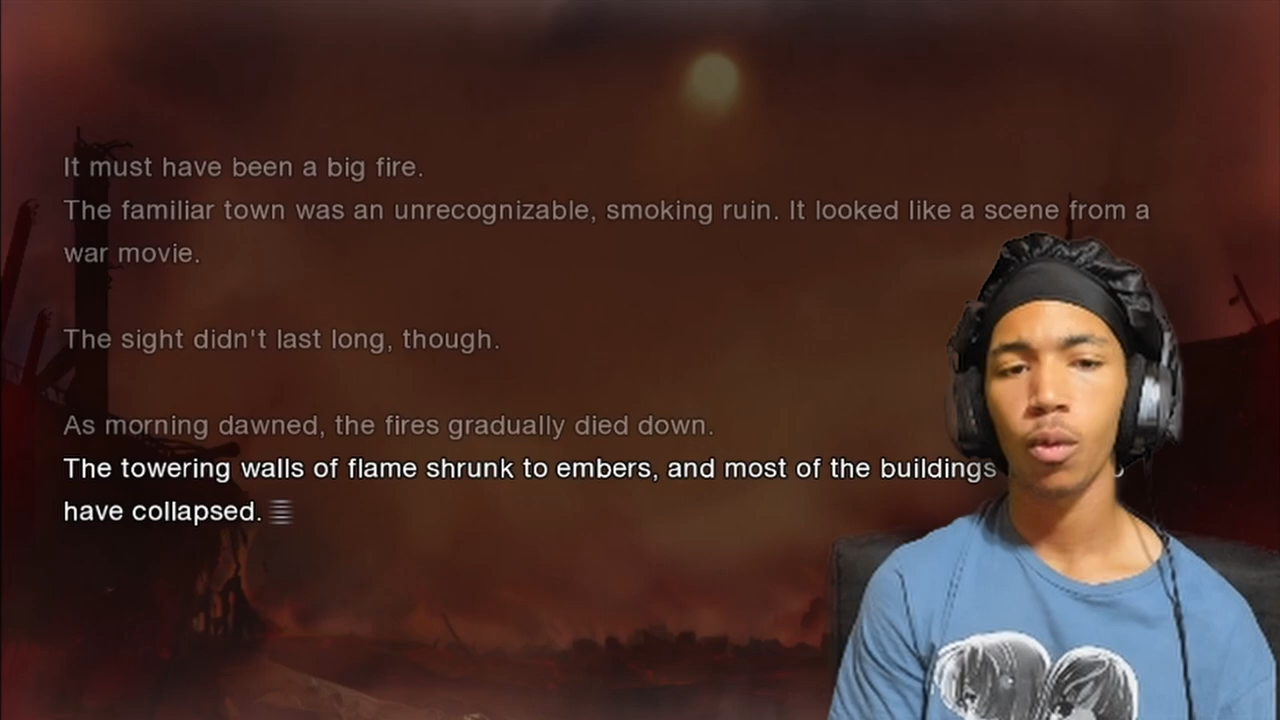 It must have been a big fire.
The familiar town was an unrecognizable, smoking ruin. It looked like a scene from a
war movie.
The sight didn't last long, though.
As morning dawned, the fires gradually died down.
The towering walls of flame shrunk to embers, and most of the buildings
have collapsed.